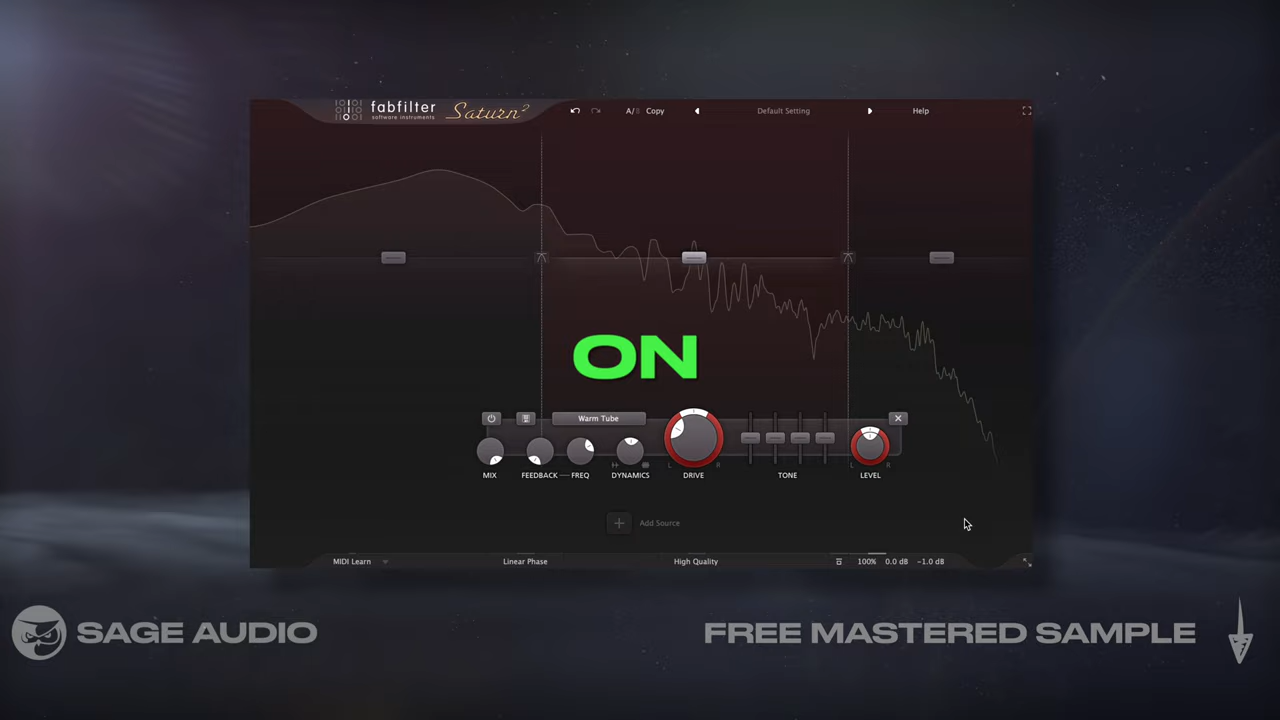 fabfilter
software instruments
Saturn 2
A/B Copy
Default Setting
Help
ON
Warm Tube
MIX
FEEDBACK
FREQ
DYNAMICS
L R
DRIVE
TONE
L R
LEVEL
+ Add Source
MIDI Learn
Linear Phase
High Quality
100% 0.0 dB -1.0 dB
SAGE AUDIO
FREE MASTERED SAMPLE